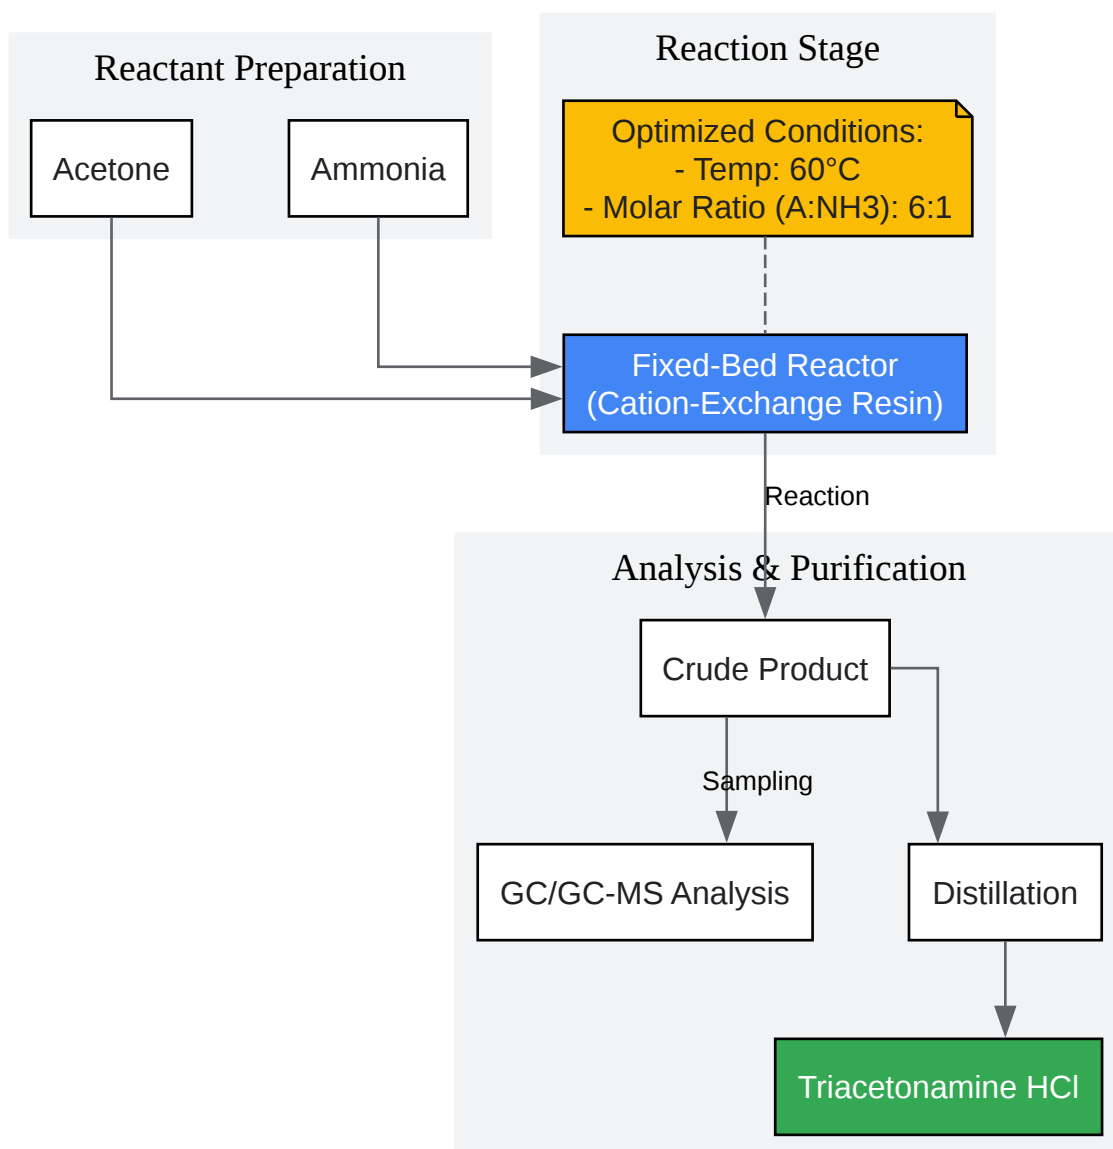 Reactant Preparation
Acetone
Ammonia
Reaction Stage
Optimized Conditions:
- Temp: 60°C
- Molar Ratio (A:NH3): 6:1
Fixed-Bed Reactor
(Cation-Exchange Resin)
Reaction
Analysis & Purification
Crude Product
Sampling
GC/GC-MS Analysis
Distillation
Triacetonamine HCl